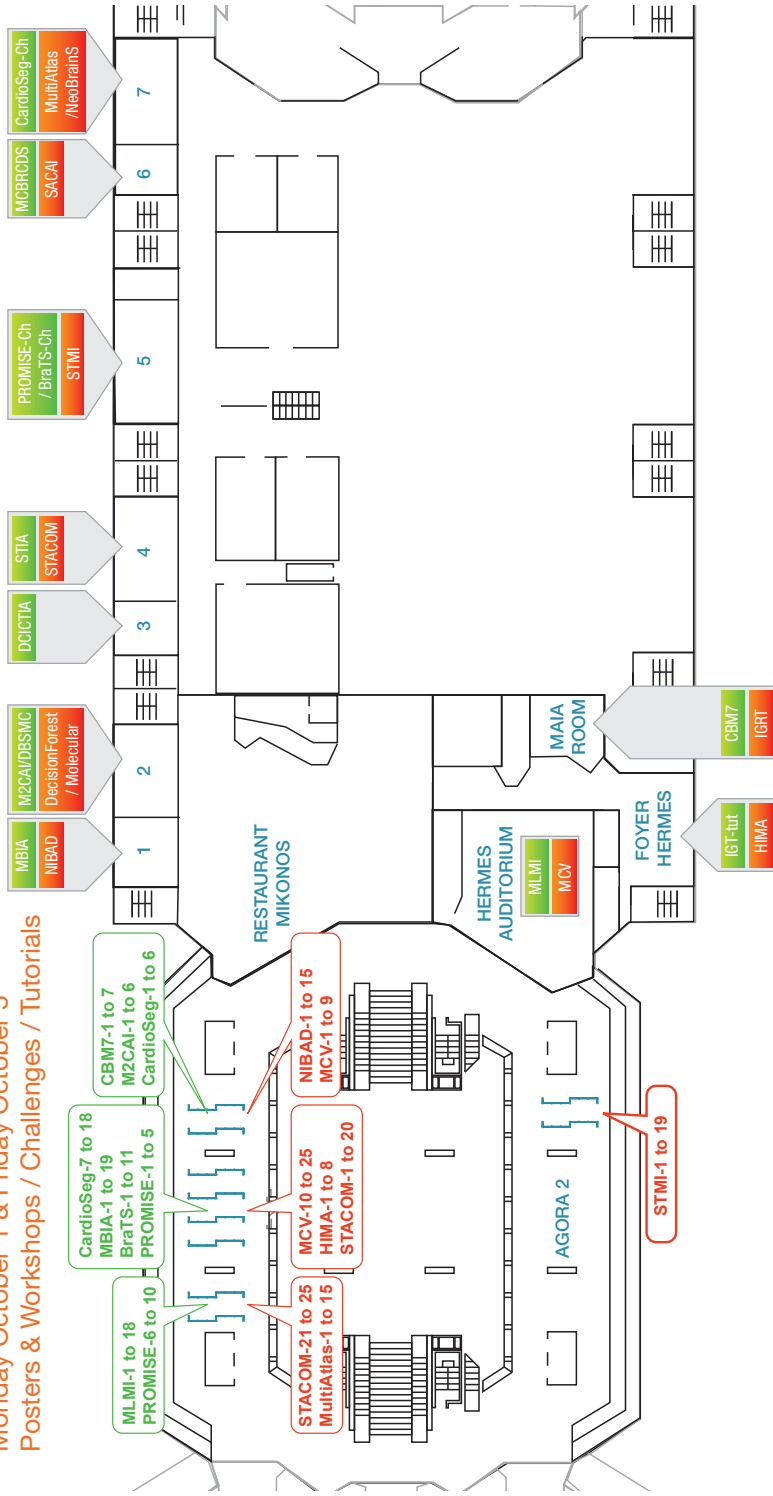 Monday October 1 & Friday October 5
Posters & Workshops / Challenges / Tutorials
MBIA
NIBAD
M2CAI/DBSMC
DecisionForest
/ Molecular
DCICTIA
STIA
STACOM
PROMISE-Ch
/ BraTS-Ch
STMI
MCBRCDS
SACAI
CardioSeg-Ch
MultiAtlas
/NeoBrainS
1
2
3
4
5
6
7
MLMI-1 to 18
PROMISE-6 to 10
CardioSeg-7 to 18
MBIA-1 to 19
BraTS-1 to 11
PROMISE-1 to 5
CBM7-1 to 7
M2CAI-1 to 6
CardioSeg-1 to 6
STACOM-21 to 25
MultiAtlas-1 to 15
MCV-10 to 25
HIMA-1 to 8
STACOM-1 to 20
NIBAD-1 to 15
MCV-1 to 9
RESTAURANT
MIKONOS
HERMES
AUDITORIUM
MLMI
MCV
MAIA
ROOM
FOYER
HERMES
AGORA 2
STMI-1 to 19
IGT-tut
HIMA
CBM7
IGRT